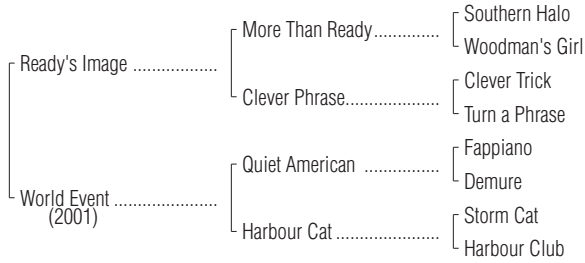 Southern Halo
More Than Ready..............
Woodman's Girl
Ready's Image ..................
Clever Trick
Clever Phrase....................
Turn a Phrase
Fappiano
Quiet American ................
Demure
World Event ......................
(2001)
Storm Cat
Harbour Cat ......................
Harbour Club